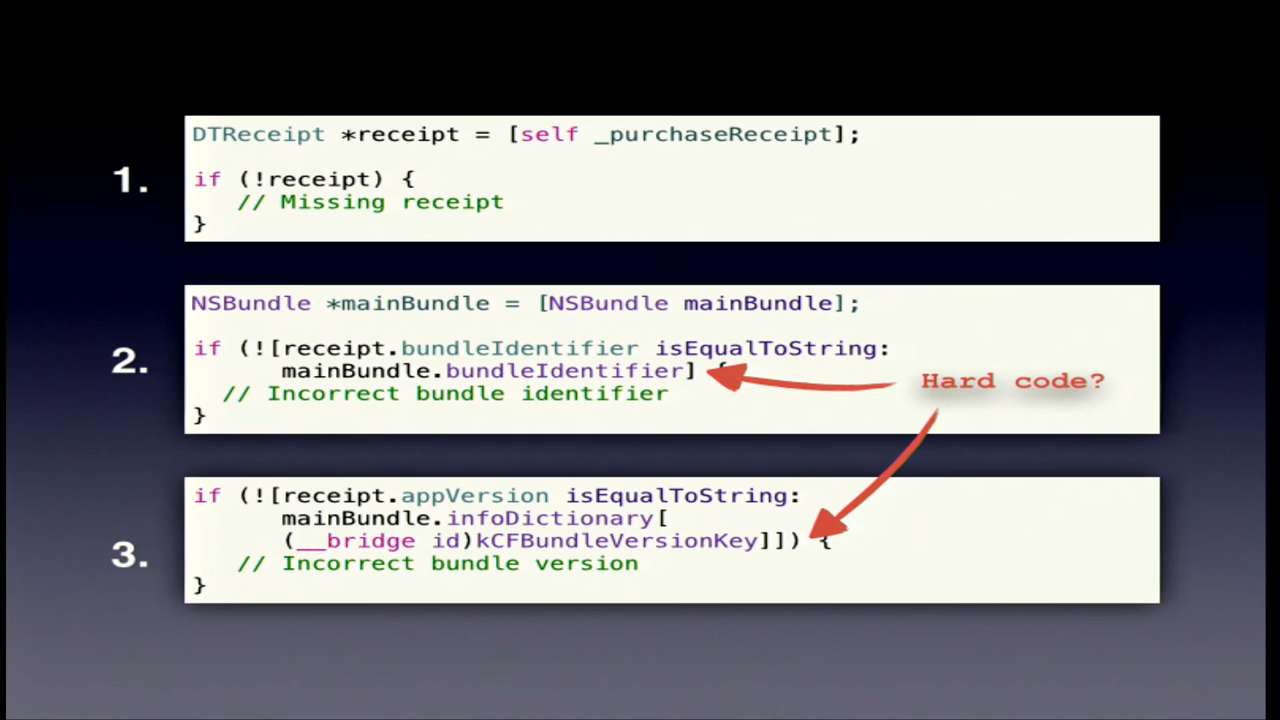 1.
DTReceipt *receipt = [self _purchaseReceipt];
if (!receipt) {
// Missing receipt
}
2.
NSBundle *mainBundle = [NSBundle mainBundle];
if (![receipt.bundleIdentifier isEqualToString:
mainBundle.bundleIdentifier] {
// Incorrect bundle identifier
}
Hard code?
3.
if (![receipt.appVersion isEqualToString:
mainBundle.infoDictionary[
(__bridge id)kCFBundleVersionKey]]) {
// Incorrect bundle version
}